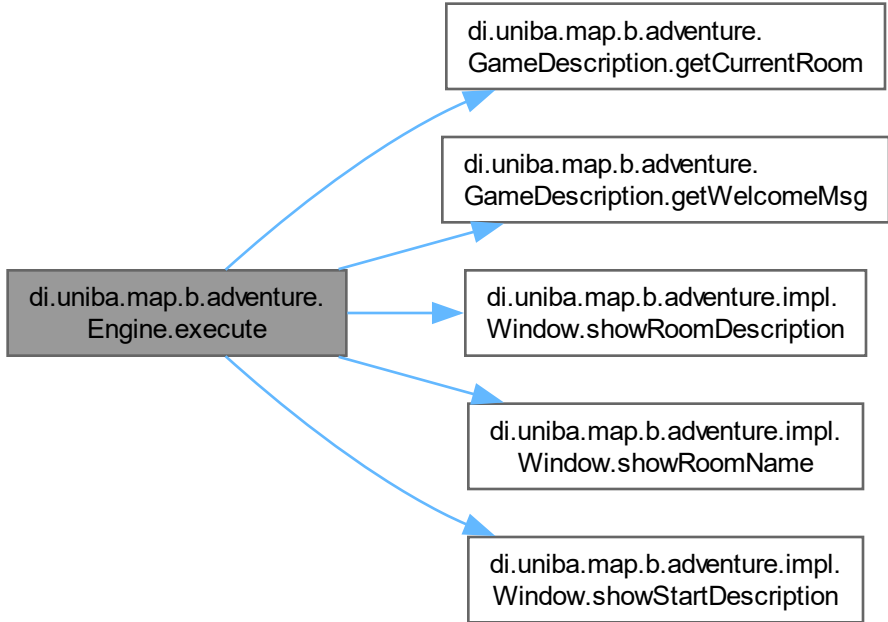 di.uniba.map.b.adventure.
Engine.execute
di.uniba.map.b.adventure.
GameDescription.getCurrentRoom
di.uniba.map.b.adventure.
GameDescription.getWelcomeMsg
di.uniba.map.b.adventure.impl.
Window.showRoomDescription
di.uniba.map.b.adventure.impl.
Window.showRoomName
di.uniba.map.b.adventure.impl.
Window.showStartDescription